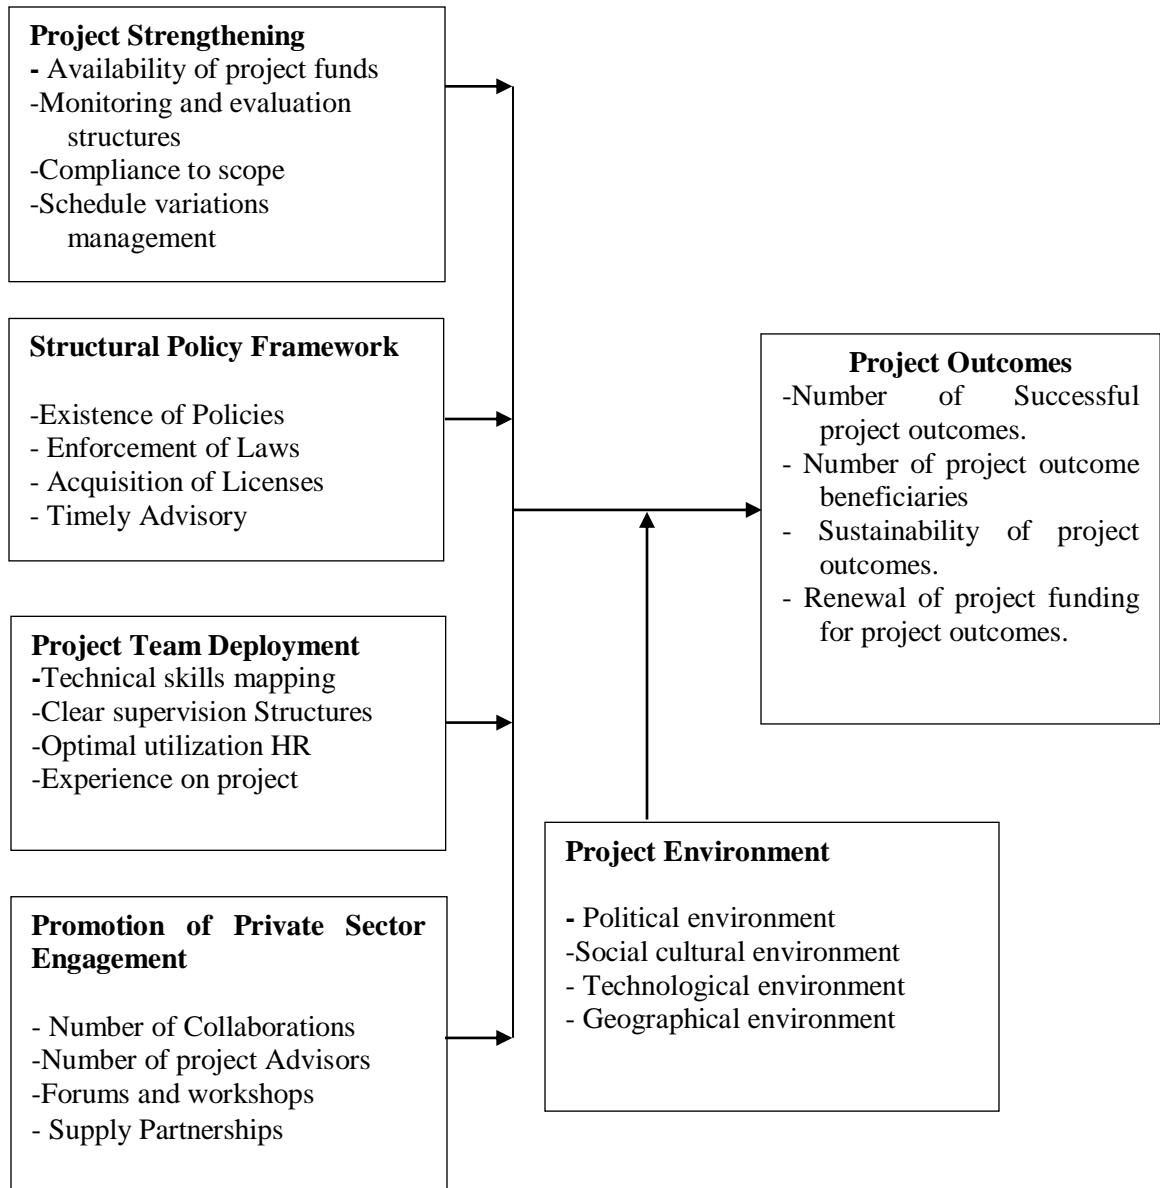 Project Strengthening
- Availability of project funds
-Monitoring and evaluation
structures
-Compliance to scope
-Schedule variations
management
Structural Policy Framework
-Existence of Policies
- Enforcement of Laws
- Acquisition of Licenses
- Timely Advisory
Project Team Deployment
-Technical skills mapping
-Clear supervision Structures
-Optimal utilization HR
-Experience on project
Promotion of Private Sector
Engagement
- Number of Collaborations
-Number of project Advisors
-Forums and workshops
- Supply Partnerships
Project Environment
- Political environment
-Social cultural environment
- Technological environment
- Geographical environment
Project Outcomes
-Number of Successful
project outcomes.
- Number of project outcome
beneficiaries
- Sustainability of project
outcomes.
- Renewal of project funding
for project outcomes.